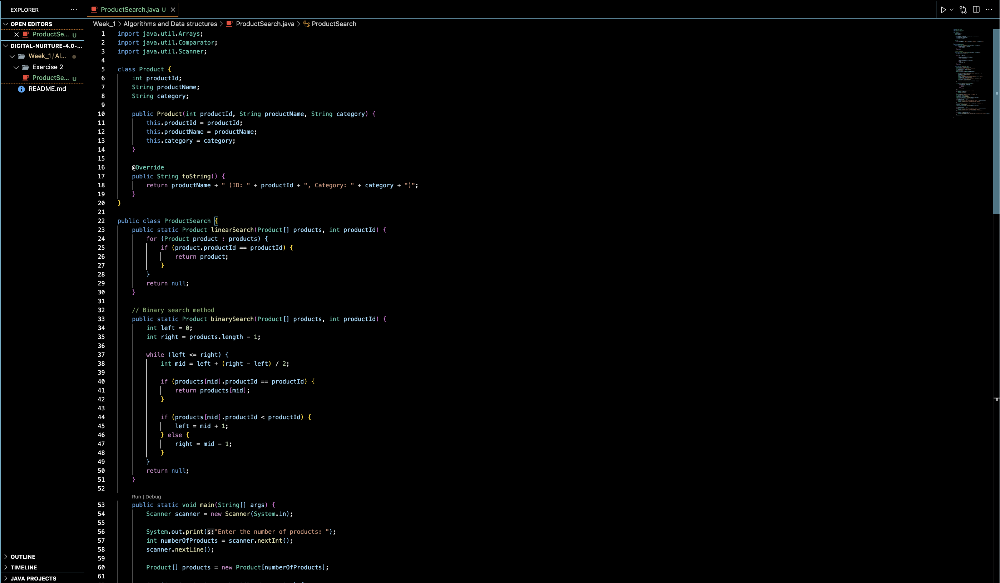 EXPLORER
OPEN EDITORS
ProductSe... U
DIGITAL-NURTURE-4.0-...
Week_1/Al...
Exercise 2
ProductSe... U
README.md
OUTLINE
TIMELINE
JAVA PROJECTS
ProductSearch.java U
Week_1 > Algorithms and Data structures > ProductSearch.java > ProductSearch
1 import java.util.Arrays;
2 import java.util.Comparator;
3 import java.util.Scanner;
4
5 class Product {
6 int productId;
7 String productName;
8 String category;
9
10 public Product(int productId, String productName, String category) {
11 this.productId = productId;
12 this.productName = productName;
13 this.category = category;
14 }
15
16 @Override
17 public String toString() {
18 return productName + " (ID: " + productId + ", Category: " + category + ")";
19 }
20 }
21
22 public class ProductSearch {
23 public static Product linearSearch(Product[] products, int productId) {
24 for (Product product : products) {
25 if (product.productId == productId) {
26 return product;
27 }
28 }
29 return null;
30 }
31
32 // Binary search method
33 public static Product binarySearch(Product[] products, int productId) {
34 int left = 0;
35 int right = products.length - 1;
36
37 while (left <= right) {
38 int mid = left + (right - left) / 2;
39
40 if (products[mid].productId == productId) {
41 return products[mid];
42 }
43
44 if (products[mid].productId < productId) {
45 left = mid + 1;
46 } else {
47 right = mid - 1;
48 }
49 }
50 return null;
51 }
52
Run | Debug
53 public static void main(String[] args) {
54 Scanner scanner = new Scanner(System.in);
55
56 System.out.print(s:"Enter the number of products: ");
57 int numberOfProducts = scanner.nextInt();
58 scanner.nextLine();
59
60 Product[] products = new Product[numberOfProducts];
61